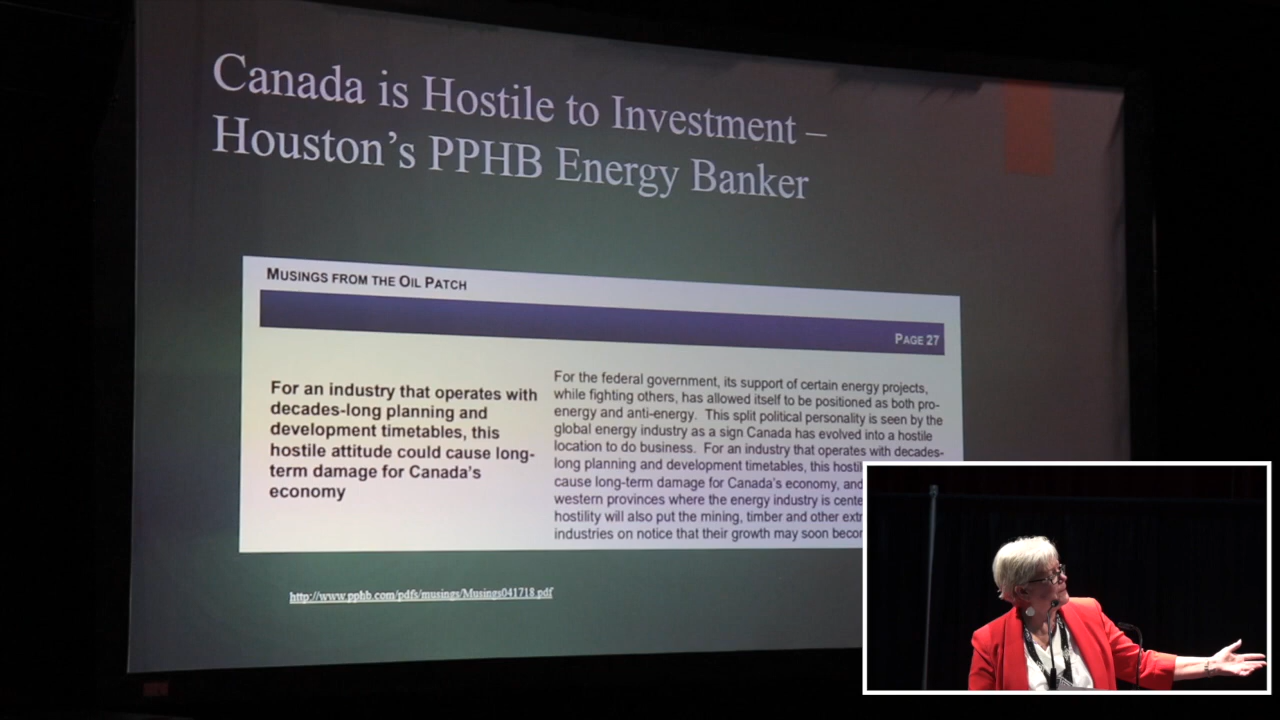 Canada is Hostile to Investment –
Houston's PPHB Energy Banker
MUSINGS FROM THE OIL PATCH
PAGE 27
For an industry that operates with
decades-long planning and
development timetables, this
hostile attitude could cause long-
term damage for Canada's
economy
For the federal government, its support of certain energy projects,
while fighting others, has allowed itself to be positioned as both pro-
energy and anti-energy. This split political personality is seen by the
global energy industry as a sign Canada has evolved into a hostile
location to do business. For an industry that operates with decades-
long planning and development timetables, this hostil
cause long-term damage for Canada's economy, and
western provinces where the energy industry is cente
hostility will also put the mining, timber and other extr
industries on notice that their growth may soon becor
http://www.pphb.com/pdfs/musings/Musings041718.pdf